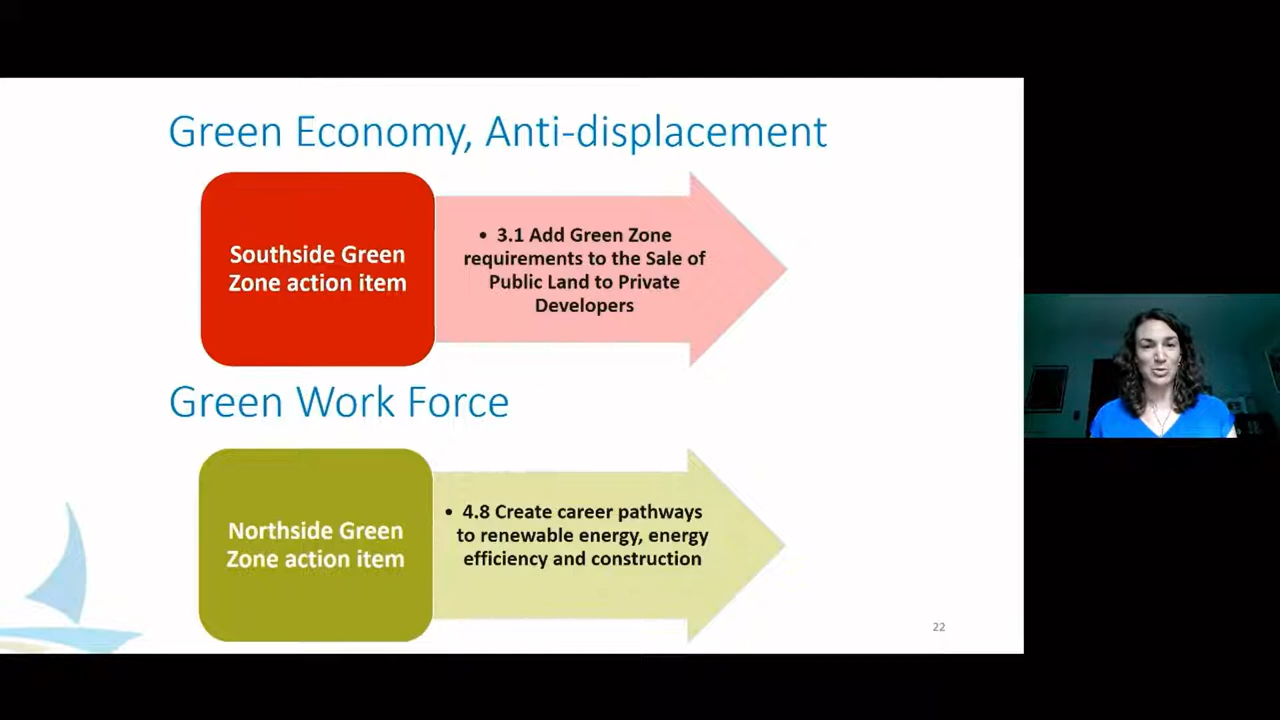 Green Economy, Anti-displacement
Southside Green
Zone action item
• 3.1 Add Green Zone
requirements to the Sale of
Public Land to Private
Developers
Green Work Force
Northside Green
Zone action item
• 4.8 Create career pathways
to renewable energy, energy
efficiency and construction
22